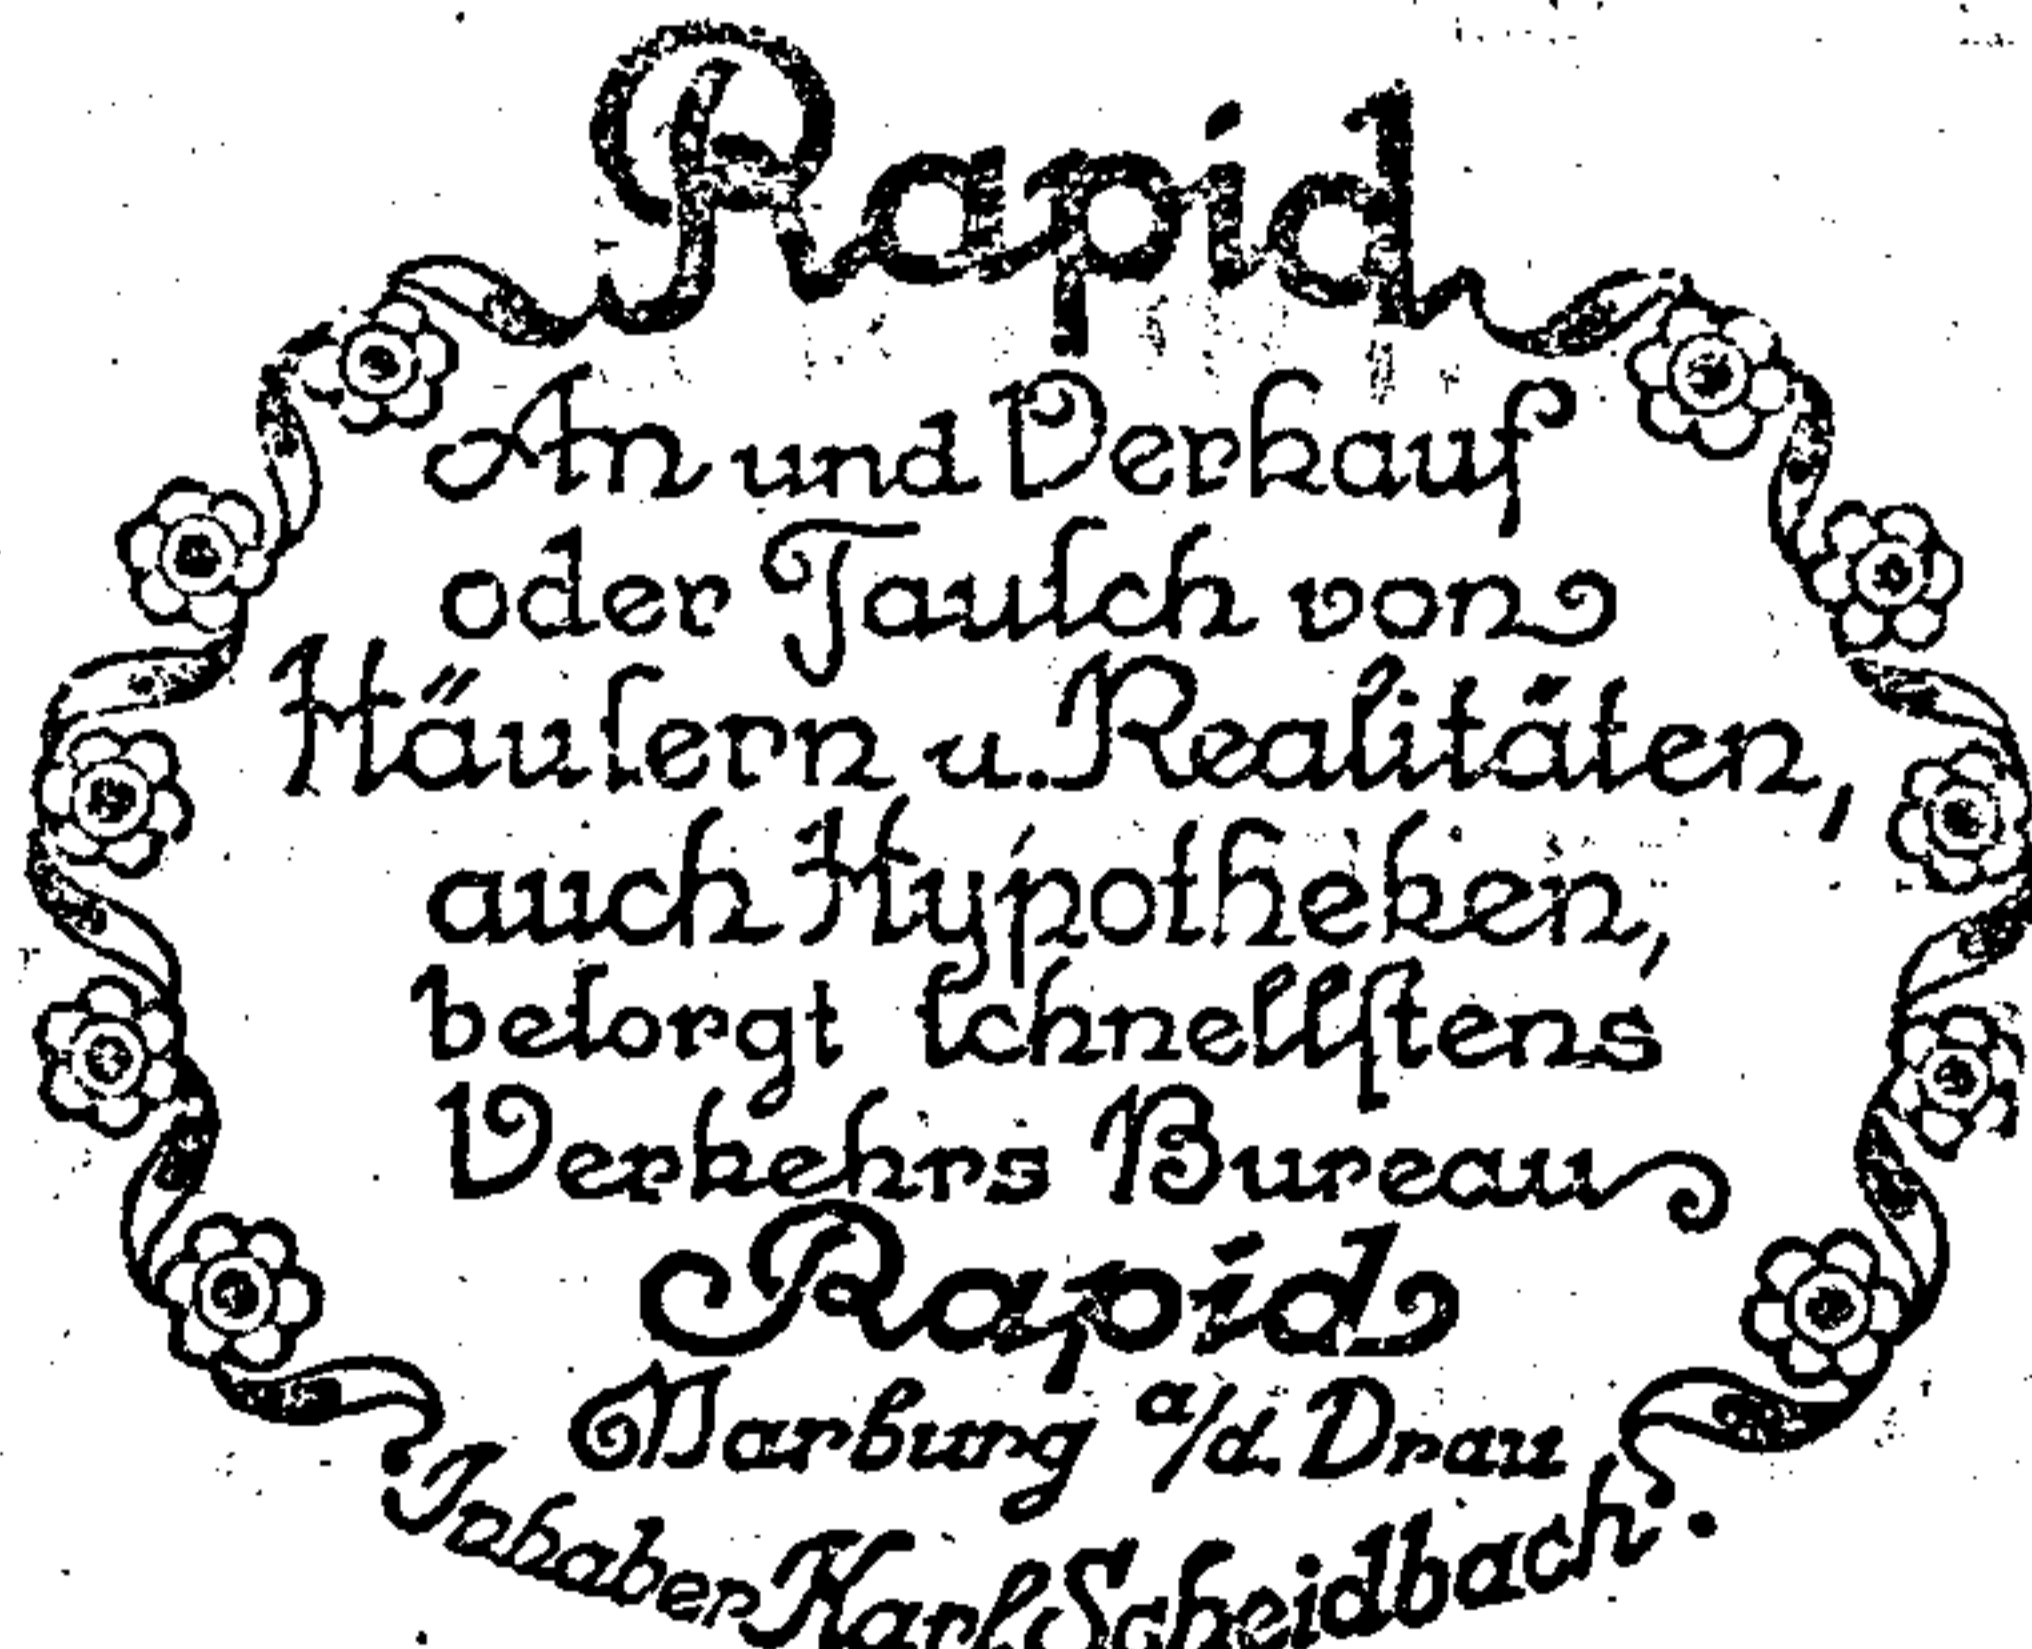 Rapid
An und Verkauf
oder Tauſch von
Häuſern u. Realitäten,
auch Hypotheken,
beſorgt ſchnellſtens
Verkehrs Bureau
Rapid
Marburg a/d. Drau
Inhaber Karl Scheidbach.